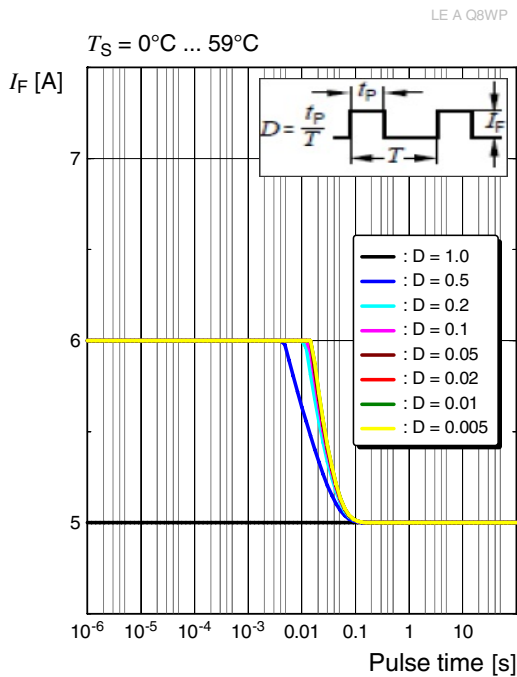 LE A Q8WP
T_S = 0°C ... 59°C
I_F [A]
D = t_P/T
t_P
T
I_F
7
6
5
: D = 1.0
: D = 0.5
: D = 0.2
: D = 0.1
: D = 0.05
: D = 0.02
: D = 0.01
: D = 0.005
10^-6 10^-5 10^-4 10^-3 0.01 0.1 1 10
Pulse time [s]